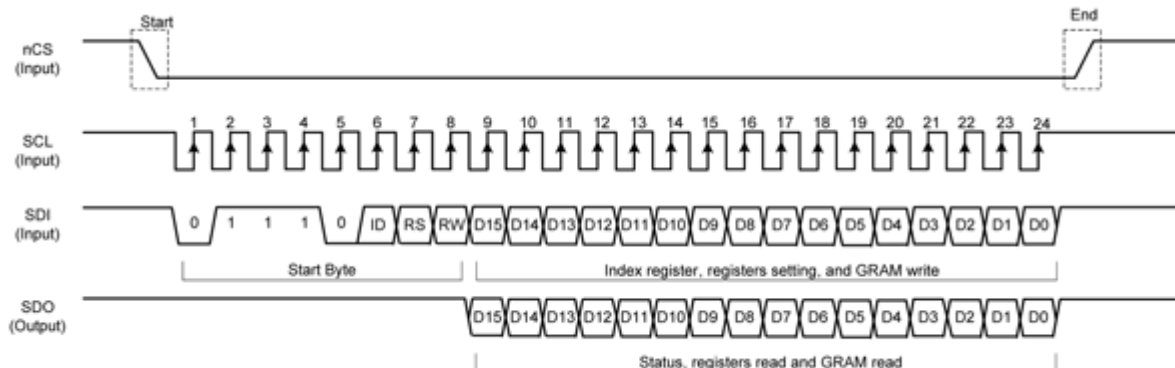 Start End
nCS
(Input)
1 2 3 4 5 6 7 8 9 10 11 12 13 14 15 16 17 18 19 20 21 22 23 24
SCL
(Input)
SDI
(Input)
0 1 1 1 0 ID RS RW D15 D14 D13 D12 D11 D10 D9 D8 D7 D6 D5 D4 D3 D2 D1 D0
Start Byte Index register, registers setting, and GRAM write
SDO
(Output)
D15 D14 D13 D12 D11 D10 D9 D8 D7 D6 D5 D4 D3 D2 D1 D0
Status, registers read and GRAM read